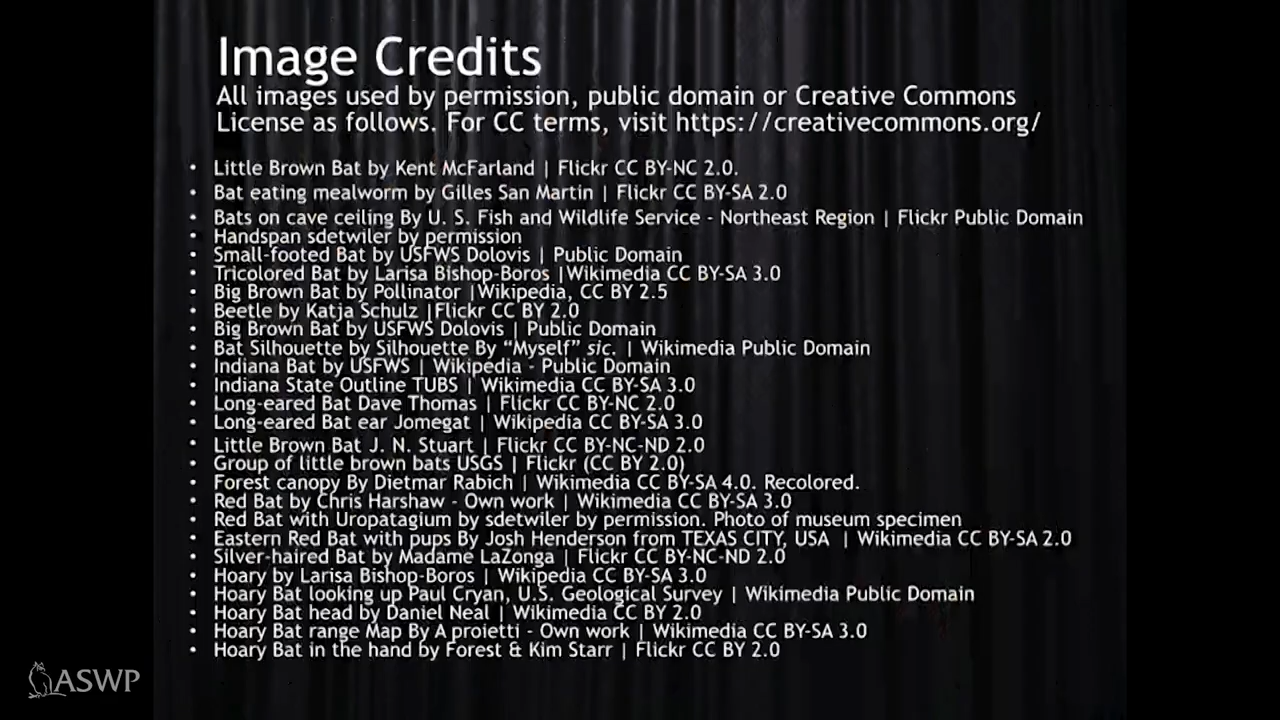 Image Credits
All images used by permission, public domain or Creative Commons
License as follows. For CC terms, visit https://creativecommons.org/
• Little Brown Bat by Kent McFarland | Flickr CC BY-NC 2.0.
• Bat eating mealworm by Gilles San Martin | Flickr CC BY-SA 2.0
• Bats on cave ceiling By U. S. Fish and Wildlife Service - Northeast Region | Flickr Public Domain
• Handspan sdetwiler by permission
• Small-footed Bat by USFWS Dolovis | Public Domain
• Tricolored Bat by Larisa Bishop-Boros |Wikimedia CC BY-SA 3.0
• Big Brown Bat by Pollinator |Wikipedia, CC BY 2.5
• Beetle by Katja Schulz |Flickr CC BY 2.0
• Big Brown Bat by USFWS Dolovis | Public Domain
• Bat Silhouette by Silhouette By “Myself” sic. | Wikimedia Public Domain
• Indiana Bat by USFWS | Wikipedia - Public Domain
• Indiana State Outline TUBS | Wikimedia CC BY-SA 3.0
• Long-eared Bat Dave Thomas | Flickr CC BY-NC 2.0
• Long-eared Bat ear Jomegat | Wikipedia CC BY-SA 3.0
• Little Brown Bat J. N. Stuart | Flickr CC BY-NC-ND 2.0
• Group of little brown bats USGS | Flickr (CC BY 2.0)
• Forest canopy By Dietmar Rabich | Wikimedia CC BY-SA 4.0. Recolored.
• Red Bat by Chris Harshaw - Own work | Wikimedia CC BY-SA 3.0
• Red Bat with Uropatagium by sdetwiler by permission. Photo of museum specimen
• Eastern Red Bat with pups By Josh Henderson from TEXAS CITY, USA | Wikimedia CC BY-SA 2.0
• Silver-haired Bat by Madame LaZonga | Flickr CC BY-NC-ND 2.0
• Hoary by Larisa Bishop-Boros | Wikipedia CC BY-SA 3.0
• Hoary Bat looking up Paul Cryan, U.S. Geological Survey | Wikimedia Public Domain
• Hoary Bat head by Daniel Neal | Wikimedia CC BY 2.0
• Hoary Bat range Map By A proietti - Own work | Wikimedia CC BY-SA 3.0
• Hoary Bat in the hand by Forest & Kim Starr | Flickr CC BY 2.0
ASWP